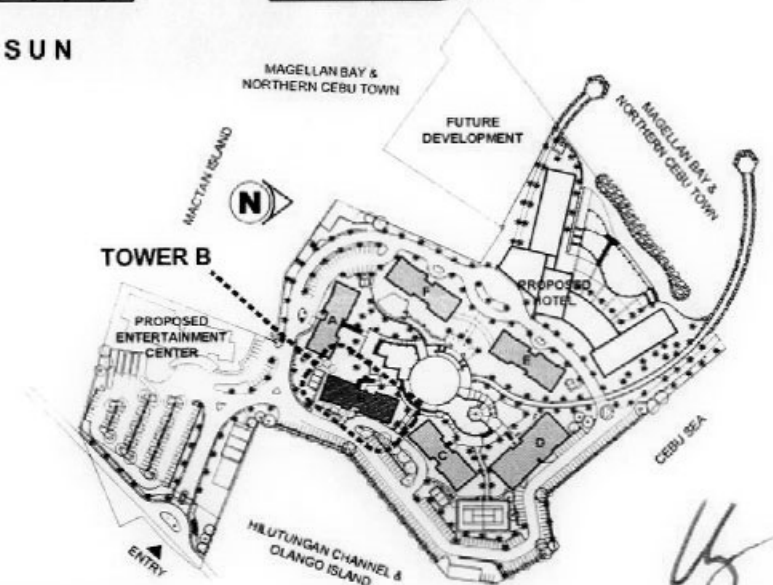 SUN
MAGELLAN BAY &
NORTHERN CEBU TOWN
FUTURE
DEVELOPMENT
MAGELLAN BAY &
NORTHERN CEBU TOWN
MACTAN ISLAND
N
TOWER B
PROPOSED
ENTERTAINMENT
CENTER
A
F
PROPOSED
HOTEL
E
C
D
CEBU SEA
HILUTUNGAN CHANNEL &
OLANGO ISLAND
ENTRY